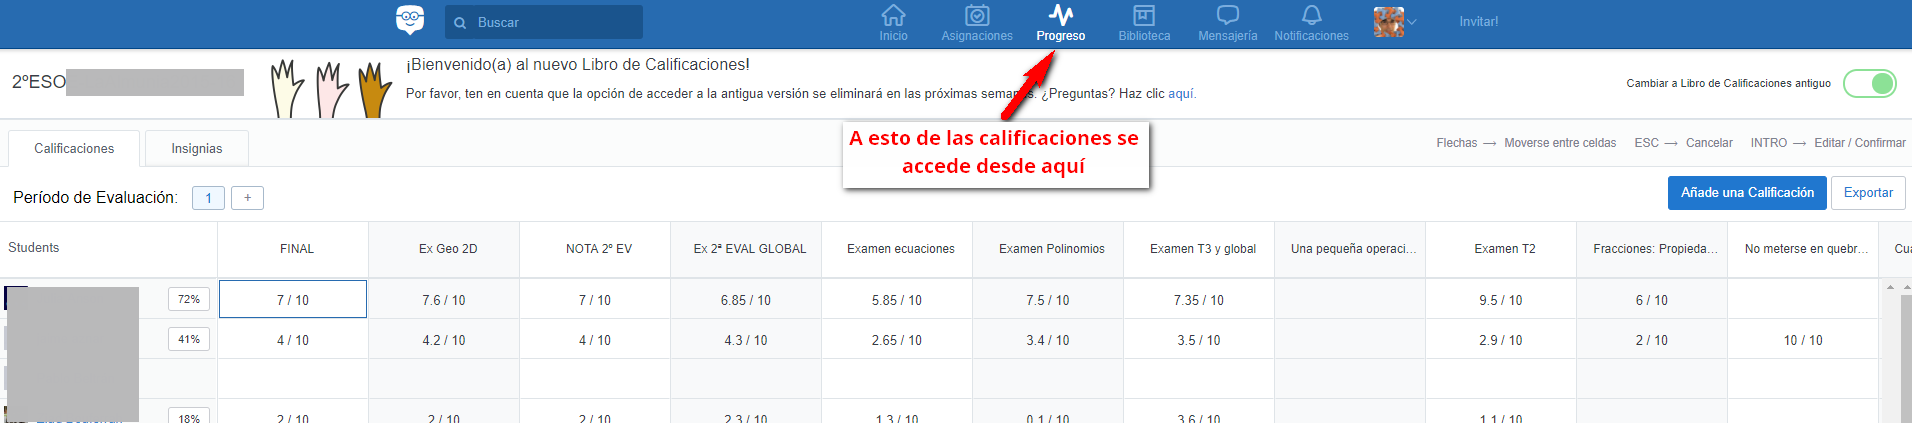 Buscar
Inicio
Asignaciones
Progreso
Biblioteca
Mensajería
Notificaciones
Invitar!
2ºESO
¡Bienvenido(a) al nuevo Libro de Calificaciones!
Por favor, ten en cuenta que la opción de acceder a la antigua versión se eliminará en las próximas semanas. ¿Preguntas? Haz clic aquí.
Cambiar a Libro de Calificaciones antiguo
A esto de las calificaciones se
accede desde aquí
Calificaciones
Insignias
Flechas → Moverse entre celdas ESC → Cancelar INTRO → Editar / Confirmar
Período de Evaluación: 1 +
Añade una Calificación
Exportar
Students FINAL Ex Geo 2D NOTA 2º EV Ex 2ª EVAL GLOBAL Examen ecuaciones Examen Polinomios Examen T3 y global Una pequeña operaci... Examen T2 Fracciones: Propieda... No meterse en quebr... Cua
72% 7 / 10 7.6 / 10 7 / 10 6.85 / 10 5.85 / 10 7.5 / 10 7.35 / 10 9.5 / 10 6 / 10
41% 4 / 10 4.2 / 10 4 / 10 4.3 / 10 2.65 / 10 3.4 / 10 3.5 / 10 2.9 / 10 2 / 10 10 / 10
18% 2 / 10 2 / 10 2 / 10 2.3 / 10 1.3 / 10 0.1 / 10 3.6 / 10 1.1 / 10